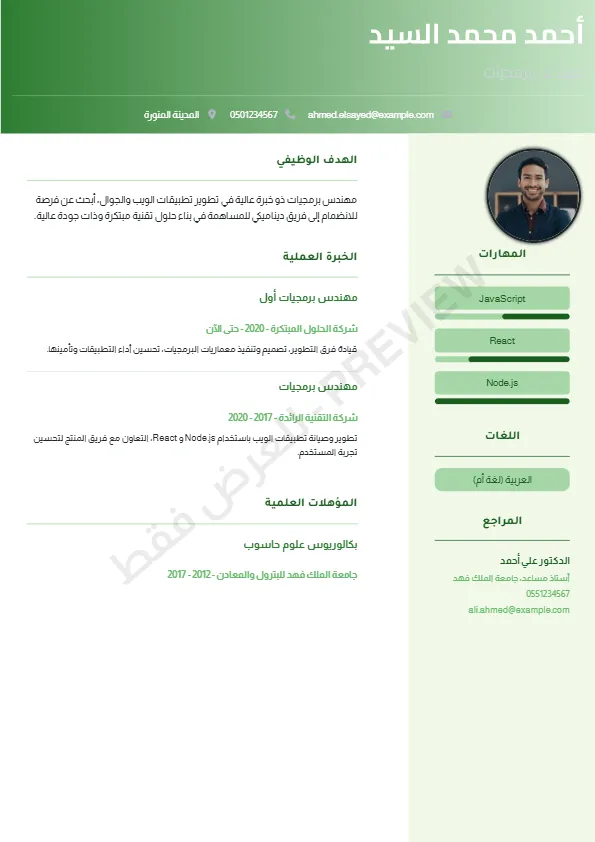 أحمد محمد السيد
مهندس برمجيات
ahmed.elsayed@example.com 0501234567 المدينة المنورة
الهدف الوظيفي
مهندس برمجيات ذو خبرة عالية في تطوير تطبيقات الويب والجوال، أبحث عن فرصة
للانضمام إلى فريق ديناميكي للمساهمة في بناء حلول تقنية مبتكرة وذات جودة عالية.
الخبرة العملية
مهندس برمجيات أول
شركة الحلول المبتكرة - 2020 - حتى الآن
قيادة فرق التطوير، تصميم وتنفيذ معماريات البرمجيات، تحسين أداء التطبيقات وتأمينها.
مهندس برمجيات
شركة التقنية الرائدة - 2017 - 2020
تطوير وصيانة تطبيقات الويب باستخدام Node.js و React، التعاون مع فريق المنتج لتحسين
تجربة المستخدم.
المؤهلات العلمية
بكالوريوس علوم حاسوب
جامعة الملك فهد للبترول والمعادن - 2012 - 2017
المهارات
JavaScript
React
Node.js
اللغات
العربية (لغة أم)
المراجع
الدكتور علي أحمد
أستاذ مساعد، جامعة الملك فهد
0551234567
ali.ahmed@example.com
العرض فقط - PREVIEW